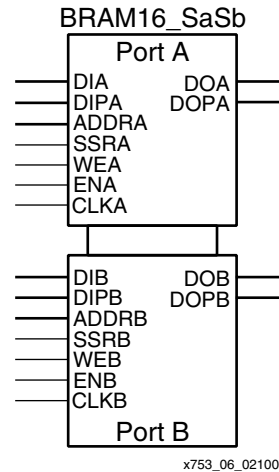 BRAM16_SaSb
Port A
DIA DOA
DIPA DOPA
ADDRA
SSRA
WEA
ENA
CLKA
DIB DOB
DIPB DOPB
ADDRB
SSRB
WEB
ENB
CLKB
Port B
x753_06_02100